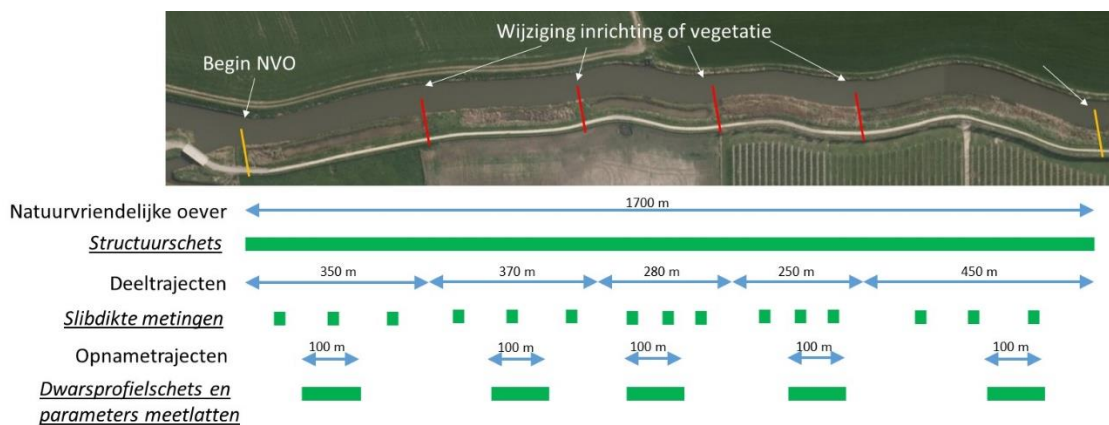 Wijziging inrichting of vegetatie
Begin NVO
Natuurvriendelijke oever
1700 m
Structuurschets
Deeltrajecten
350 m
370 m
280 m
250 m
450 m
Slibdikte metingen
Opnametrajecten
100 m
100 m
100 m
100 m
100 m
Dwarsprofielschets en
parameters meetlatten